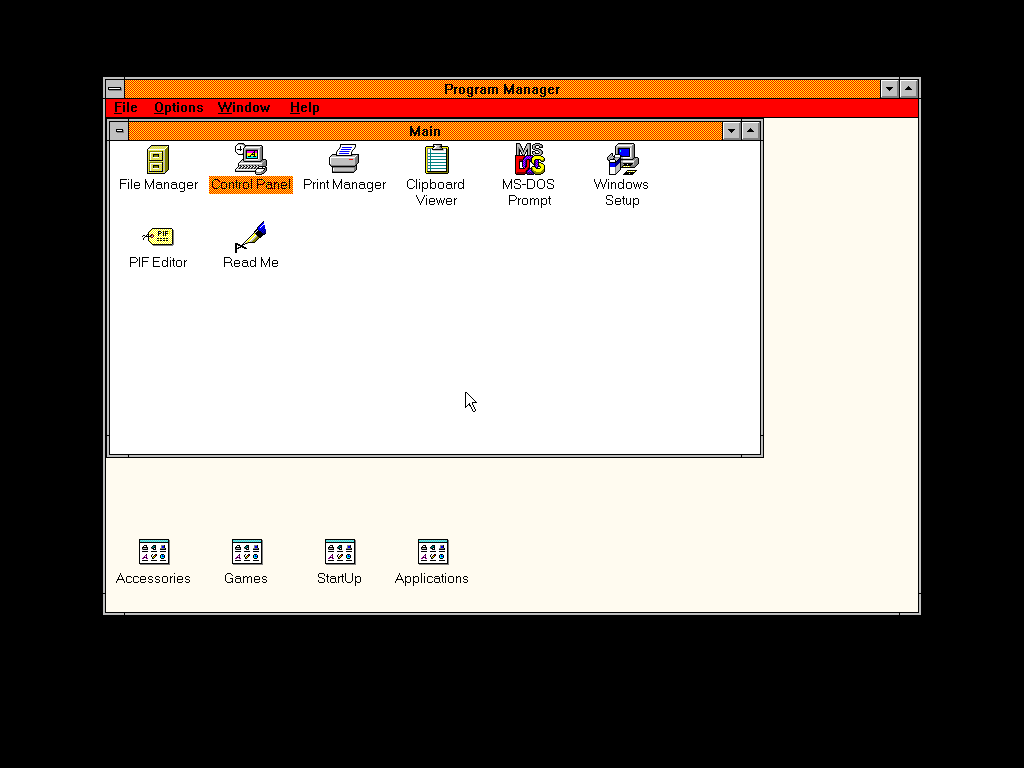 Program Manager
File Options Window Help
Main
File Manager
Control Panel
Print Manager
Clipboard
Viewer
MS-DOS
Prompt
Windows
Setup
PIF Editor
Read Me
Accessories
Games
StartUp
Applications